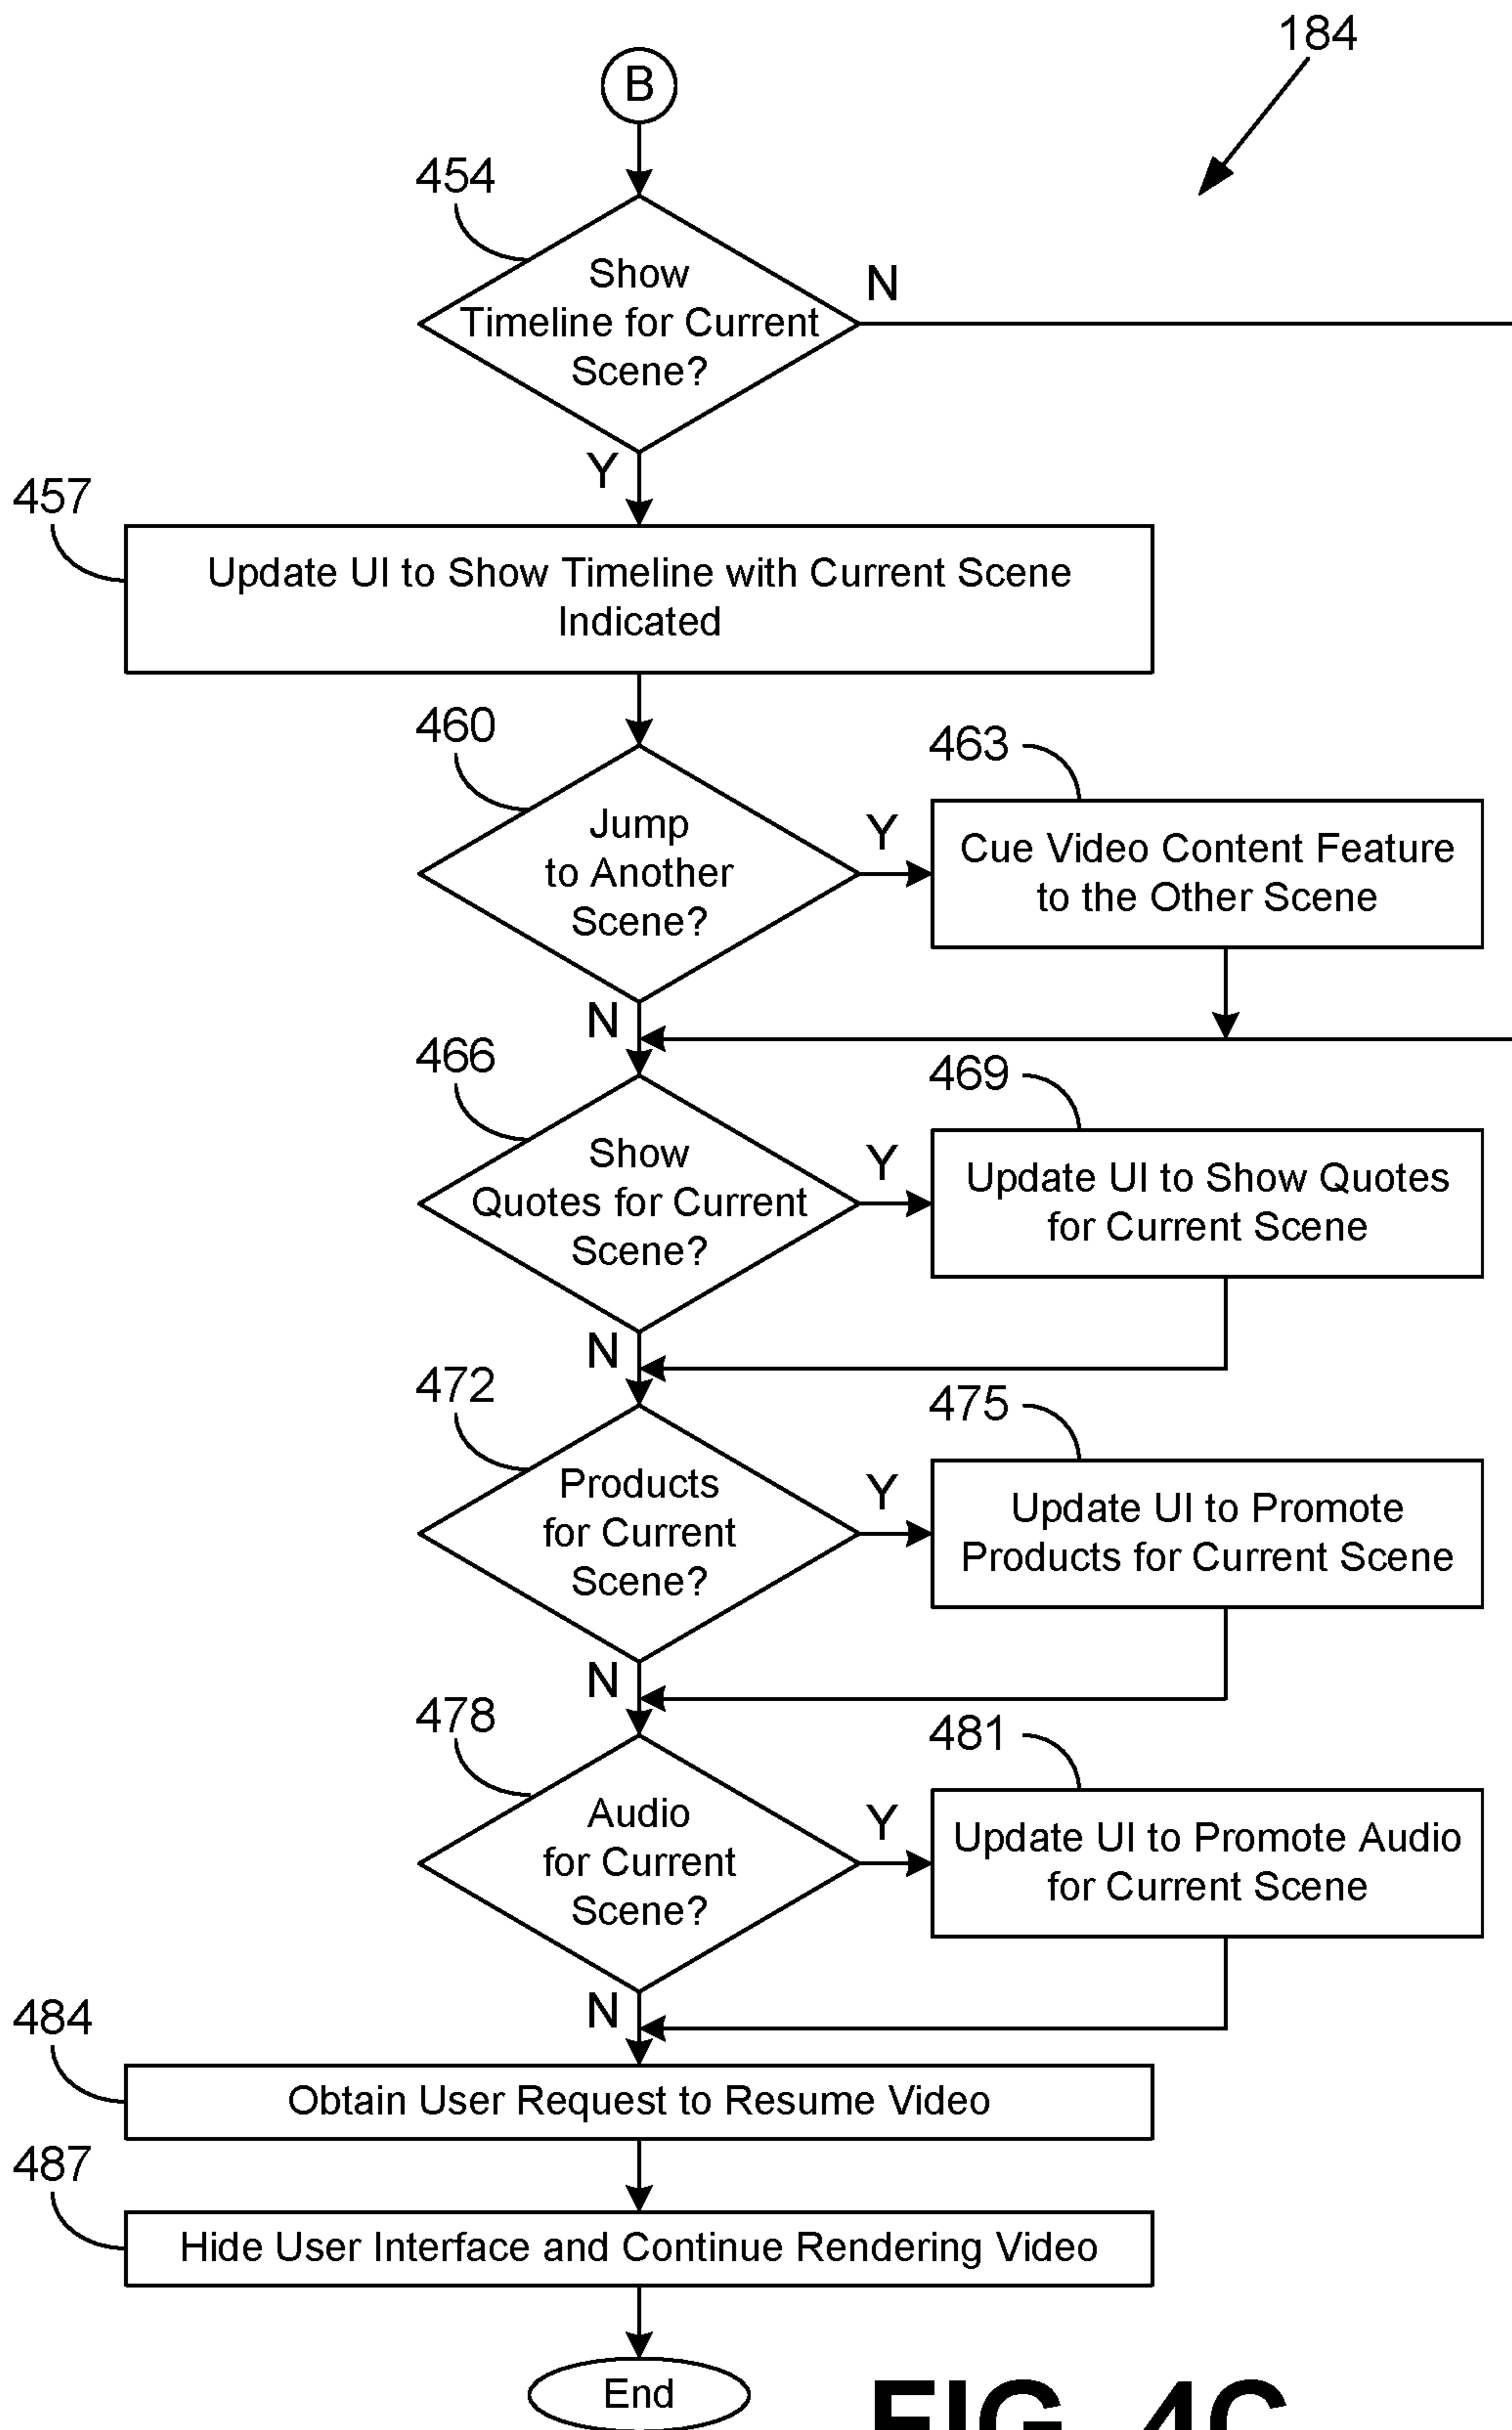 184
B
454
Show
Timeline for Current
Scene?
N
Y
457
Update UI to Show Timeline with Current Scene
Indicated
460
Jump
to Another
Scene?
Y
463
Cue Video Content Feature
to the Other Scene
N
466
Show
Quotes for Current
Scene?
Y
469
Update UI to Show Quotes
for Current Scene
N
472
Products
for Current
Scene?
Y
475
Update UI to Promote
Products for Current Scene
N
478
Audio
for Current
Scene?
Y
481
Update UI to Promote Audio
for Current Scene
N
484
Obtain User Request to Resume Video
487
Hide User Interface and Continue Rendering Video
End
FIG. 4C